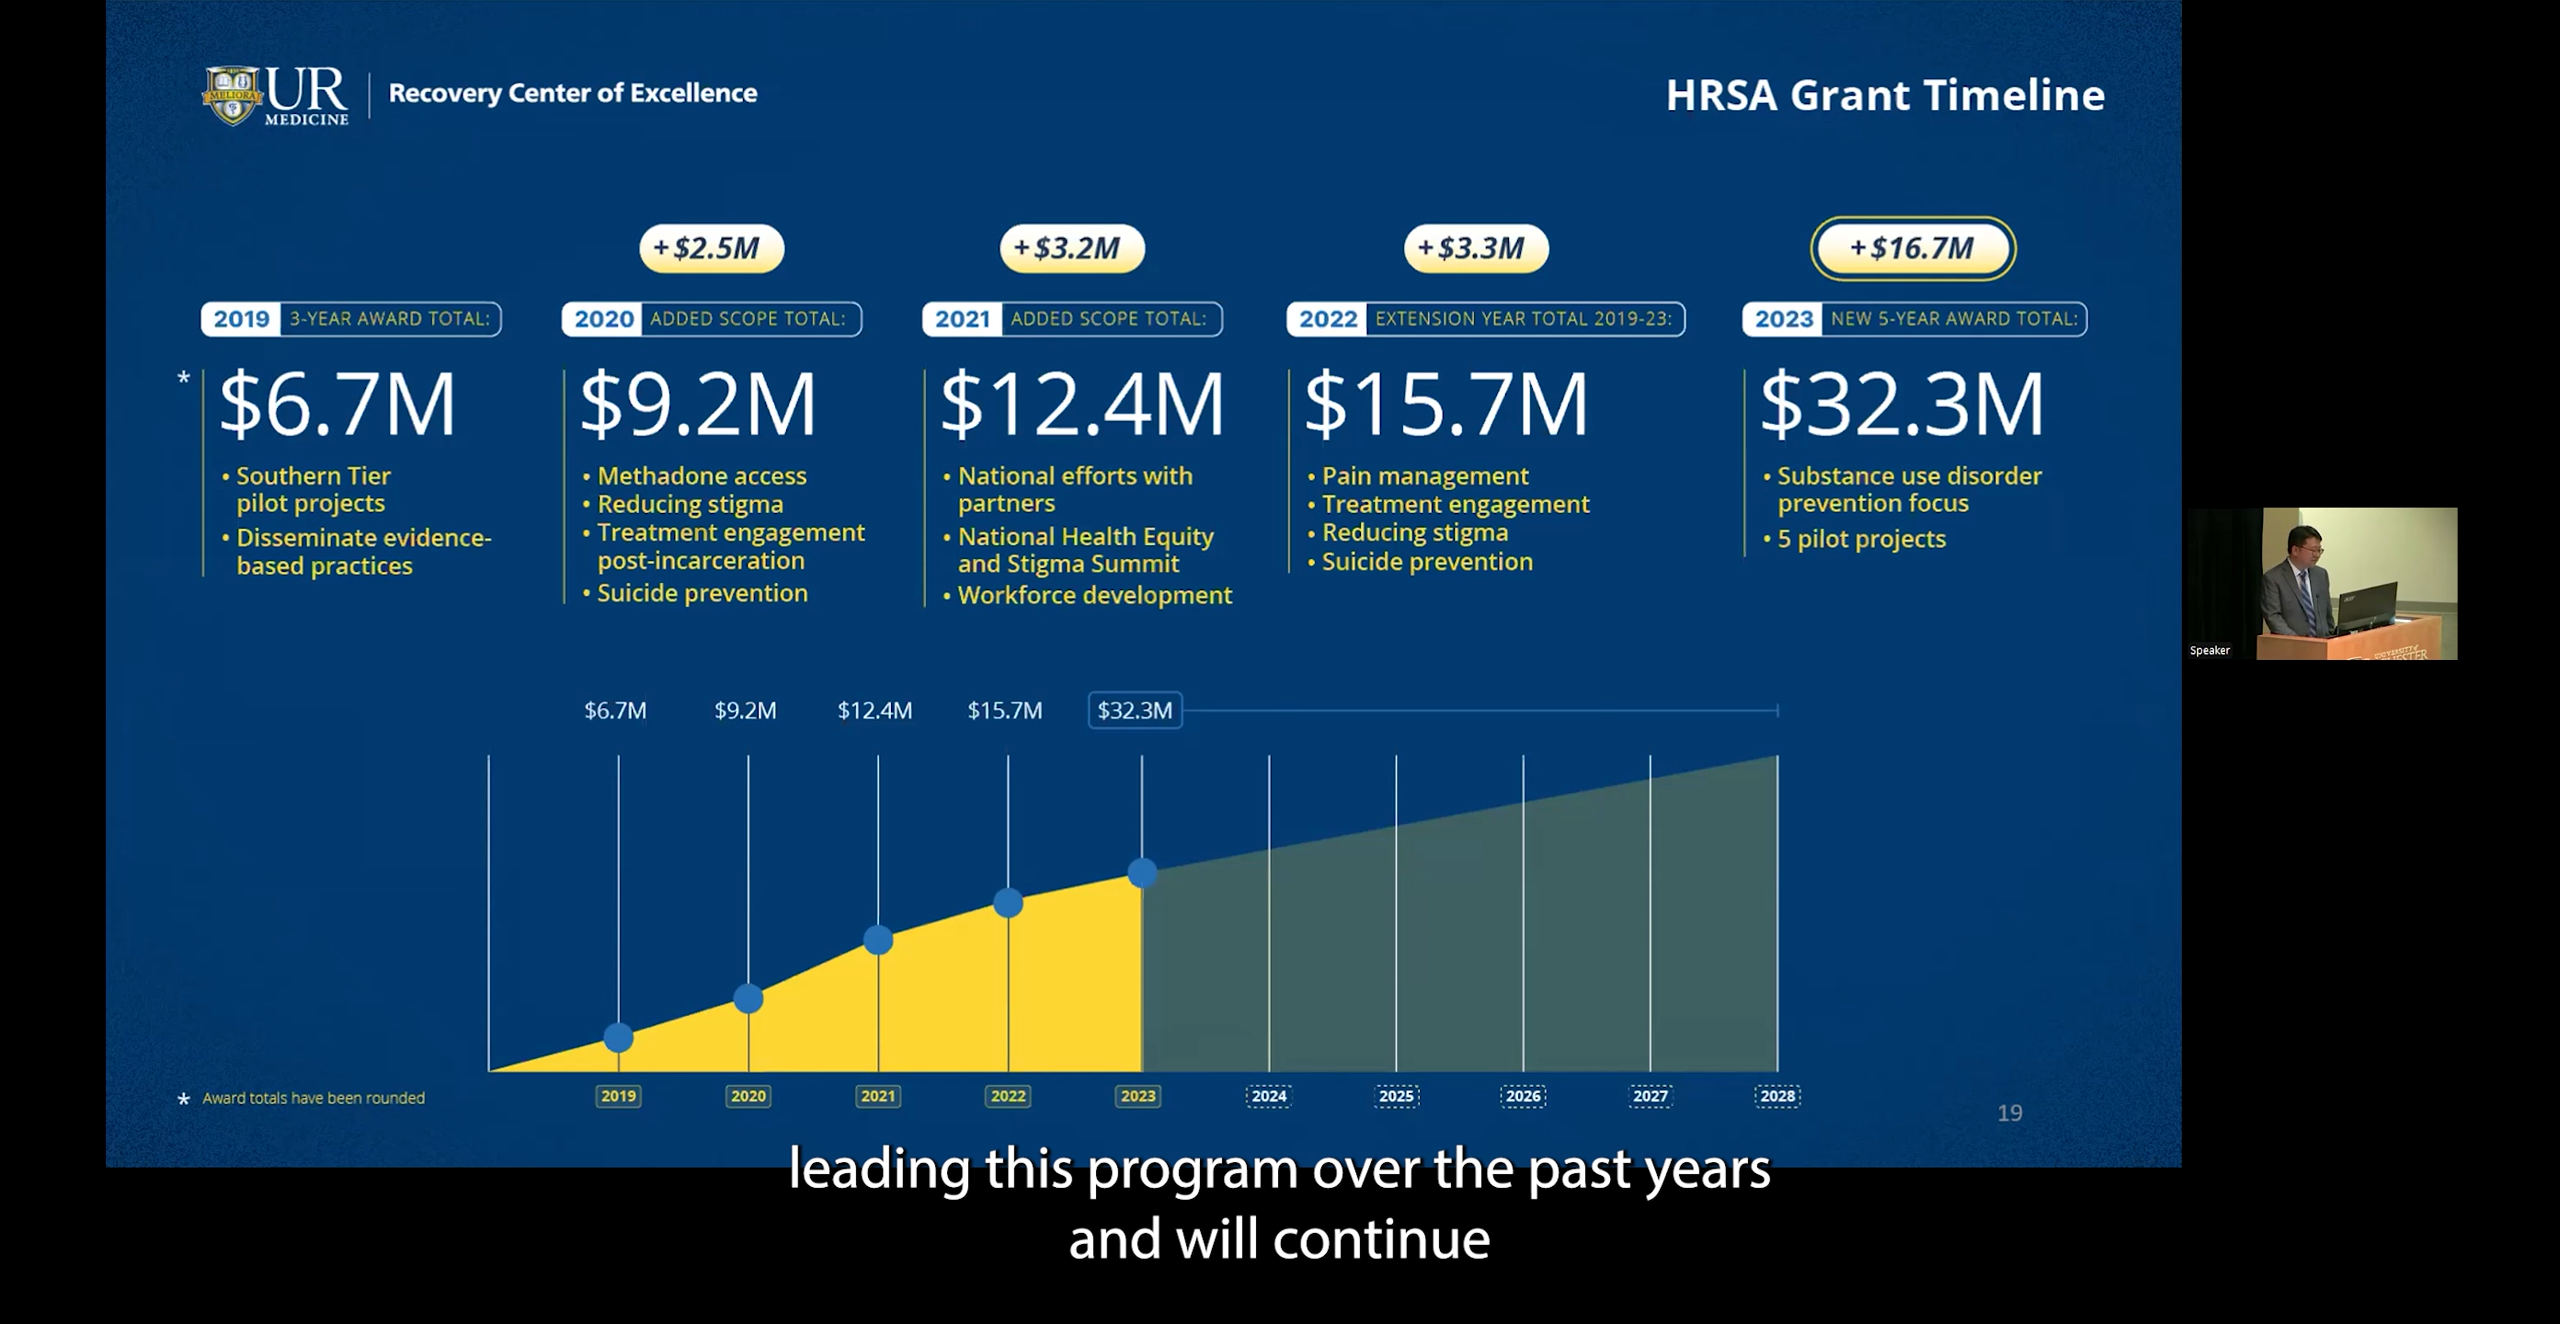 MELIORA
UR
MEDICINE
Recovery Center of Excellence
HRSA Grant Timeline
+ $2.5M
+ $3.2M
+ $3.3M
+ $16.7M
2019 3-YEAR AWARD TOTAL:
* $6.7M
• Southern Tier
pilot projects
• Disseminate evidence-
based practices
2020 ADDED SCOPE TOTAL:
$9.2M
• Methadone access
• Reducing stigma
• Treatment engagement
post-incarceration
• Suicide prevention
2021 ADDED SCOPE TOTAL:
$12.4M
• National efforts with
partners
• National Health Equity
and Stigma Summit
• Workforce development
2022 EXTENSION YEAR TOTAL 2019-23:
$15.7M
• Pain management
• Treatment engagement
• Reducing stigma
• Suicide prevention
2023 NEW 5-YEAR AWARD TOTAL:
$32.3M
• Substance use disorder
prevention focus
• 5 pilot projects
$6.7M $9.2M $12.4M $15.7M $32.3M
2019 2020 2021 2022 2023 2024 2025 2026 2027 2028
* Award totals have been rounded
19
Speaker
leading this program over the past years
and will continue